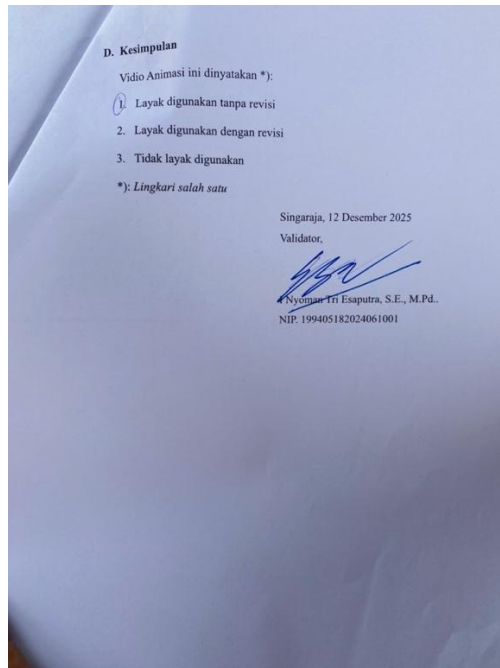 D. Kesimpulan
Vidio Animasi ini dinyatakan *):
1. Layak digunakan tanpa revisi
2. Layak digunakan dengan revisi
3. Tidak layak digunakan
*): Lingkari salah satu
Singaraja, 12 Desember 2025
Validator,
I Nyoman Tri Esaputra, S.E., M.Pd..
NIP. 199405182024061001